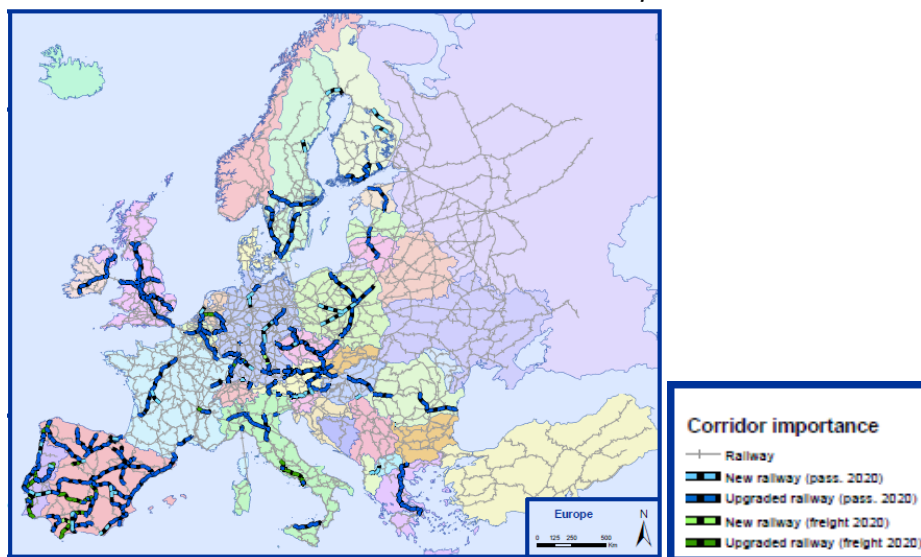 Europe
N
0 125 250 500
Km
Corridor importance
Railway
New railway (pass. 2020)
Upgraded railway (pass. 2020)
New railway (freight 2020)
Upgraded railway (freight 2020)